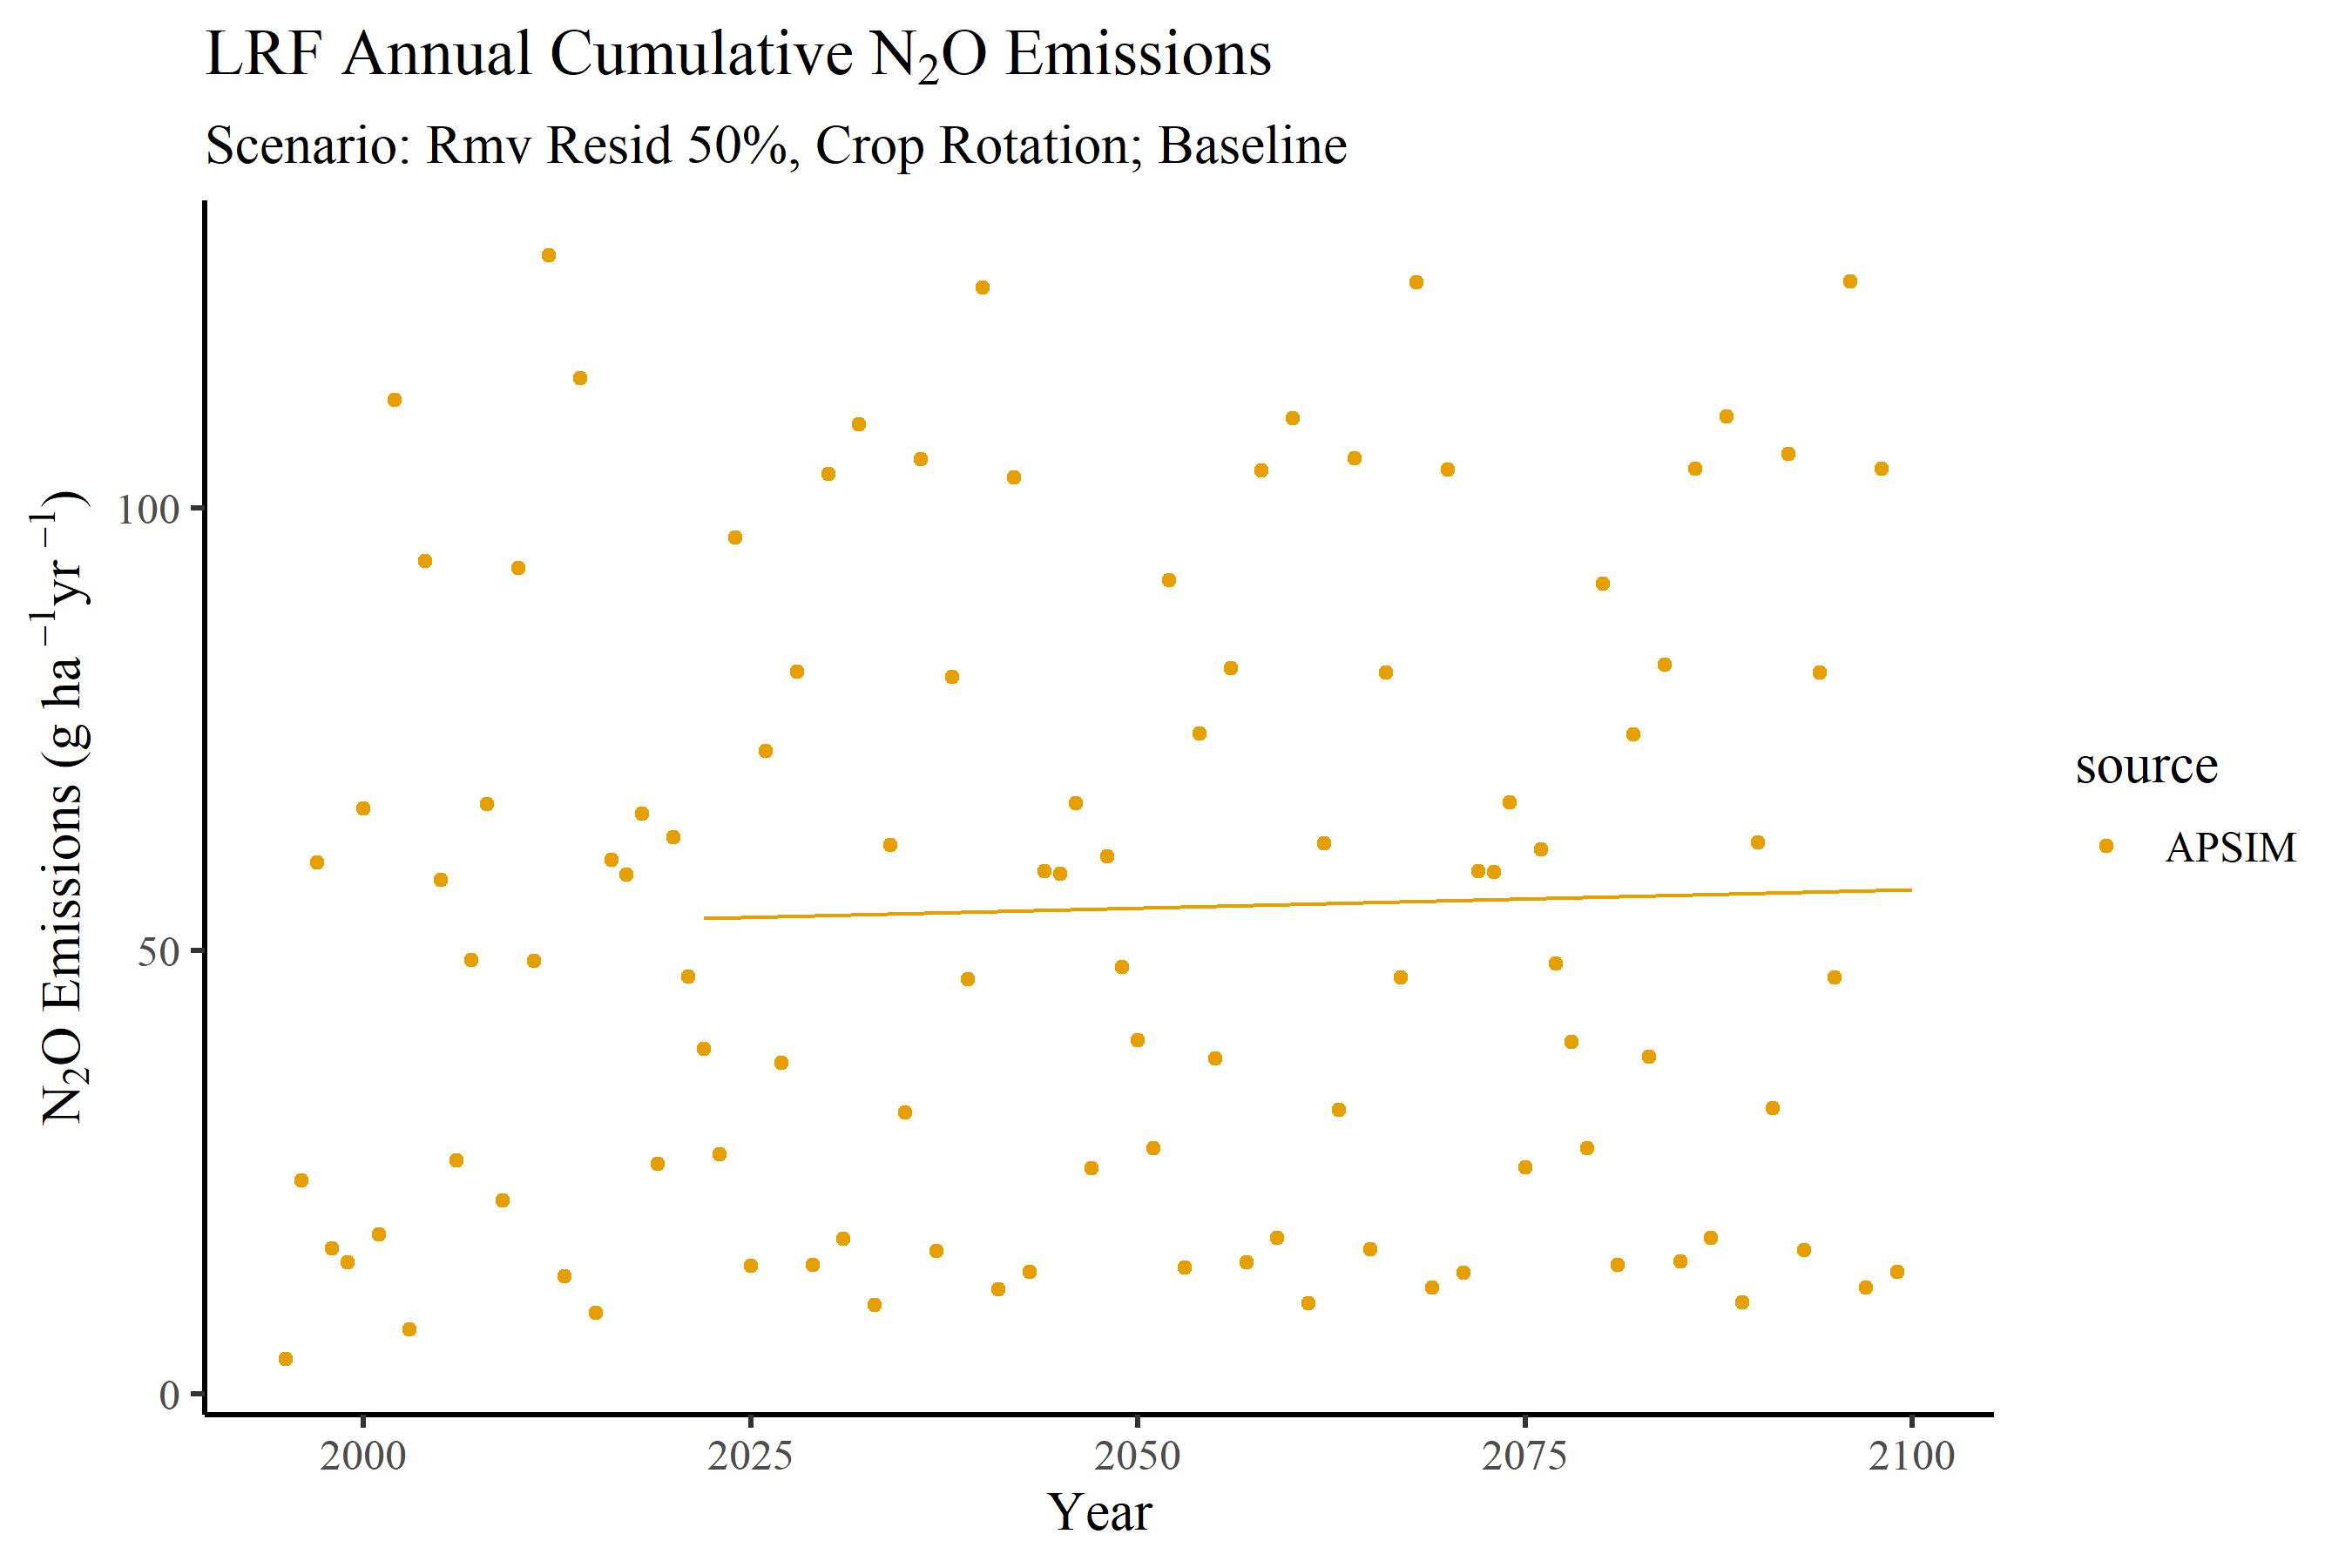 LRF Annual Cumulative N₂O Emissions
Scenario: Rmv Resid 50%, Crop Rotation; Baseline
N₂O Emissions (g ha ⁻¹yr ⁻¹)
100
50
0
2000 2025 2050 2075 2100
Year
source
APSIM